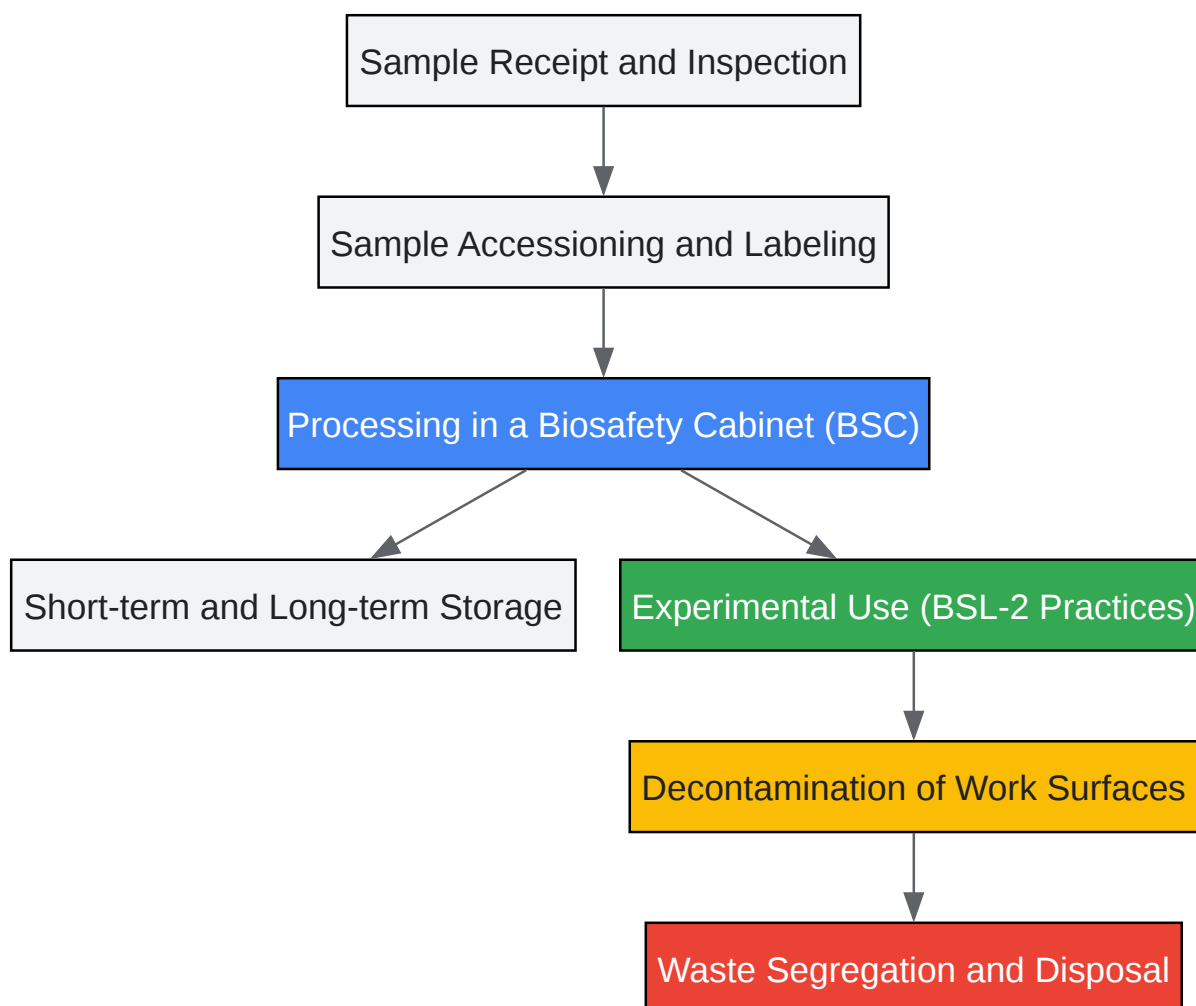 Sample Receipt and Inspection
Sample Accessioning and Labeling
Processing in a Biosafety Cabinet (BSC)
Short-term and Long-term Storage
Experimental Use (BSL-2 Practices)
Decontamination of Work Surfaces
Waste Segregation and Disposal